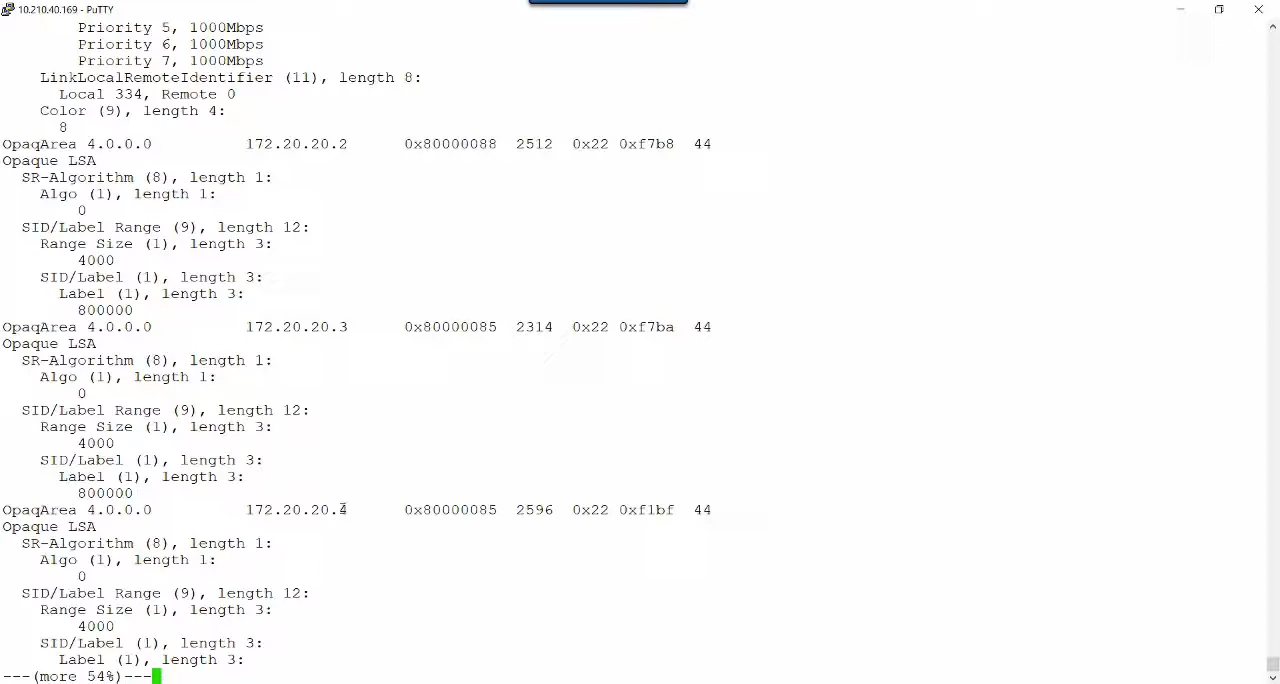 10.210.40.169 - PuTTY
Priority 5, 1000Mbps
Priority 6, 1000Mbps
Priority 7, 1000Mbps
LinkLocalRemoteIdentifier (11), length 8:
Local 334, Remote 0
Color (9), length 4:
8
OpaqArea 4.0.0.0 172.20.20.2 0x80000088 2512 0x22 0xf7b8 44
Opaque LSA
SR-Algorithm (8), length 1:
Algo (1), length 1:
0
SID/Label Range (9), length 12:
Range Size (1), length 3:
4000
SID/Label (1), length 3:
Label (1), length 3:
800000
OpaqArea 4.0.0.0 172.20.20.3 0x80000085 2314 0x22 0xf7ba 44
Opaque LSA
SR-Algorithm (8), length 1:
Algo (1), length 1:
0
SID/Label Range (9), length 12:
Range Size (1), length 3:
4000
SID/Label (1), length 3:
Label (1), length 3:
800000
OpaqArea 4.0.0.0 172.20.20.4 0x80000085 2596 0x22 0xf1bf 44
Opaque LSA
SR-Algorithm (8), length 1:
Algo (1), length 1:
0
SID/Label Range (9), length 12:
Range Size (1), length 3:
4000
SID/Label (1), length 3:
Label (1), length 3:
---(more 54%)---